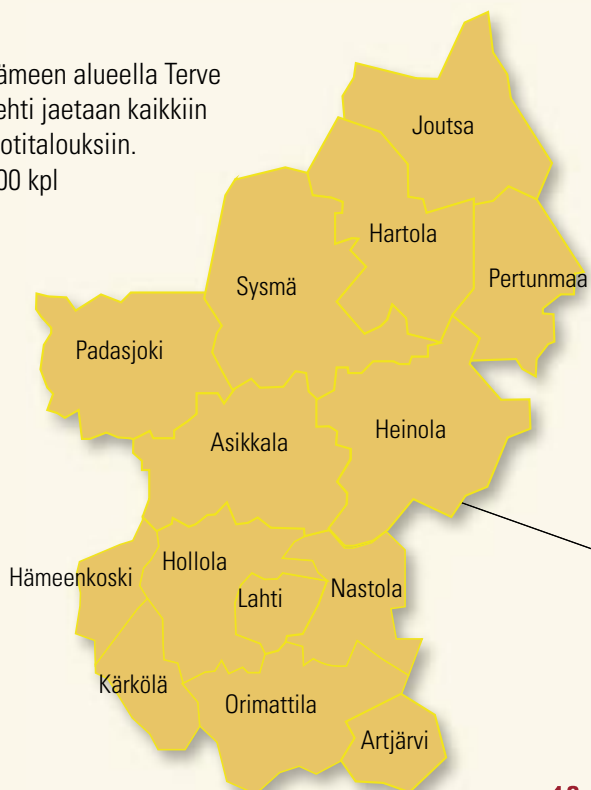 ämeen alueella Terve
ehti jaetaan kaikkiin
otitalouksiin.
00 kpl
Joutsa
Hartola
Pertunmaa
Sysmä
Padasjoki
Asikkala
Heinola
Hämeenkoski
Hollola
Nastola
Lahti
Kärkölä
Orimattila
Artjärvi